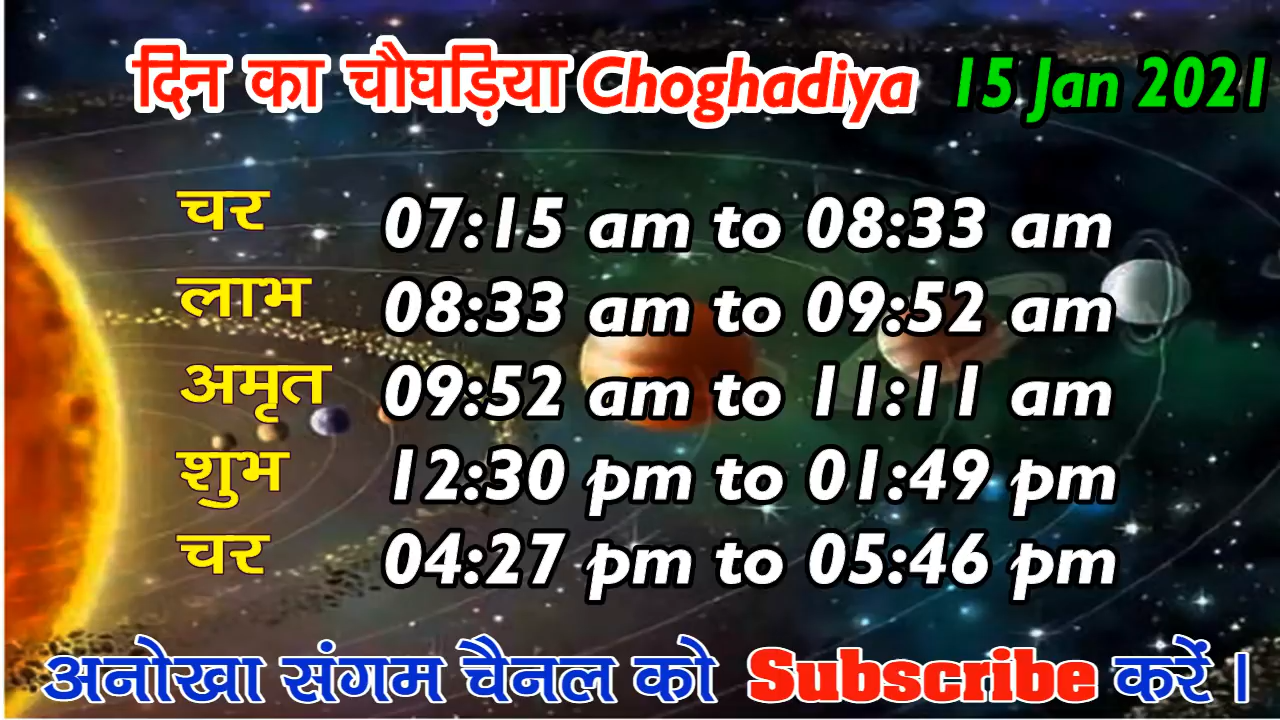 दिन का चौघड़िया Choghadiya 15 Jan 2021
चर 07:15 am to 08:33 am
लाभ 08:33 am to 09:52 am
अमृत 09:52 am to 11:11 am
शुभ 12:30 pm to 01:49 pm
चर 04:27 pm to 05:46 pm
अनोखा संगम चैनल को Subscribe करें ।